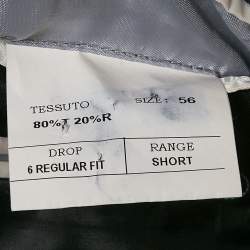 TESSUTO SIZE: 56
80%T 20%R
DROP RANGE
6 REGULAR FIT SHORT